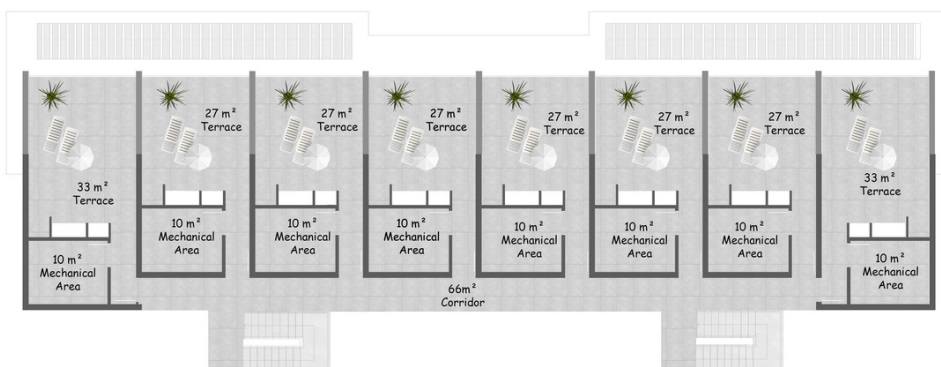 27 m²
Terrace
27 m²
Terrace
27 m²
Terrace
27 m²
Terrace
27 m²
Terrace
27 m²
Terrace
33 m²
Terrace
33 m²
Terrace
10 m²
Mechanical
Area
10 m²
Mechanical
Area
10 m²
Mechanical
Area
10 m²
Mechanical
Area
10 m²
Mechanical
Area
10 m²
Mechanical
Area
10 m²
Mechanical
Area
10 m²
Mechanical
Area
66m²
Corridor